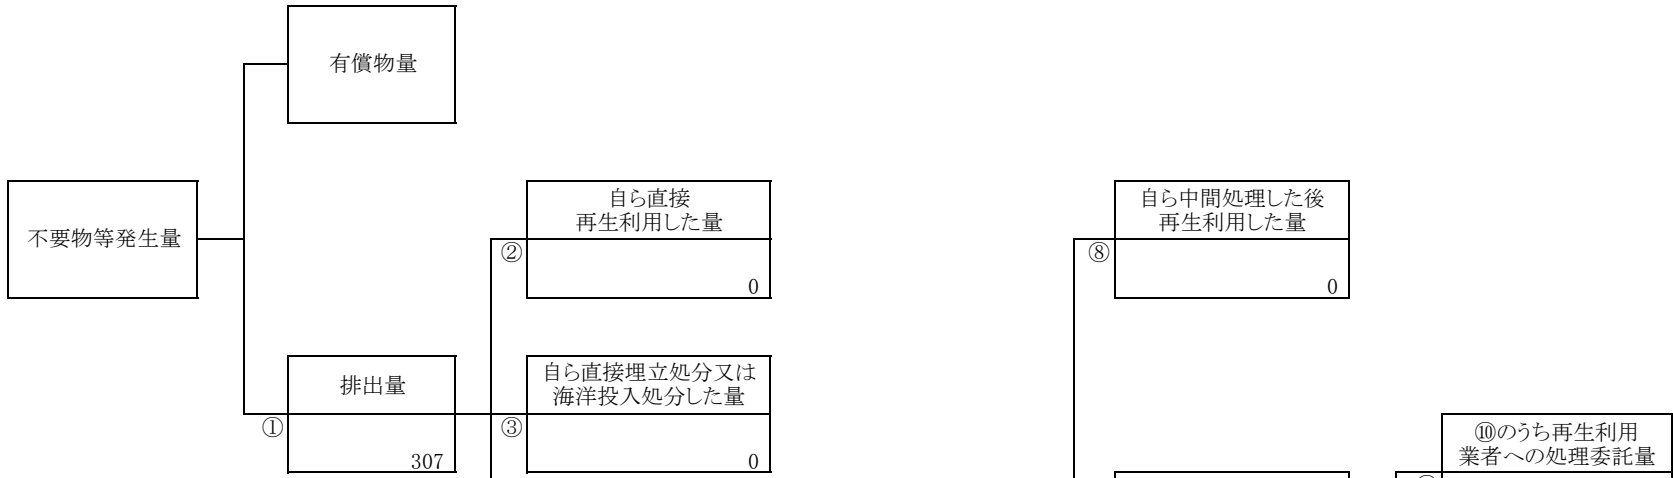 有償物量
不要物等発生量
自ら直接
再生利用した量
②
0
自ら中間処理した後
再生利用した量
⑧
0
排出量
①
307
自ら直接埋立処分又は
海洋投入処分した量
③
0
⑩のうち再生利用
業者への処理委託量